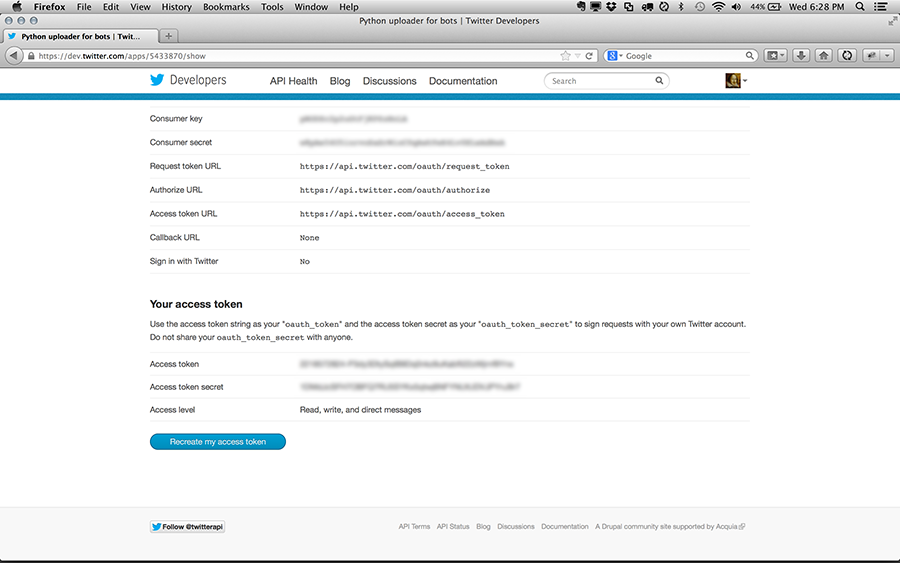 Firefox File Edit View History Bookmarks Tools Window Help 44% Wed 6:28 PM
Python uploader for bots | Twitter Developers
Python uploader for bots | Twit...
https://dev.twitter.com/apps/5433870/show Google
Developers API Health Blog Discussions Documentation Search
Consumer key
Consumer secret
Request token URL https://api.twitter.com/oauth/request_token
Authorize URL https://api.twitter.com/oauth/authorize
Access token URL https://api.twitter.com/oauth/access_token
Callback URL None
Sign in with Twitter No
Your access token
Use the access token string as your "oauth_token" and the access token secret as your "oauth_token_secret" to sign requests with your own Twitter account.
Do not share your oauth_token_secret with anyone.
Access token
Access token secret
Access level Read, write, and direct messages
Recreate my access token
Follow @twitterapi API Terms API Status Blog Discussions Documentation A Drupal community site supported by Acquia